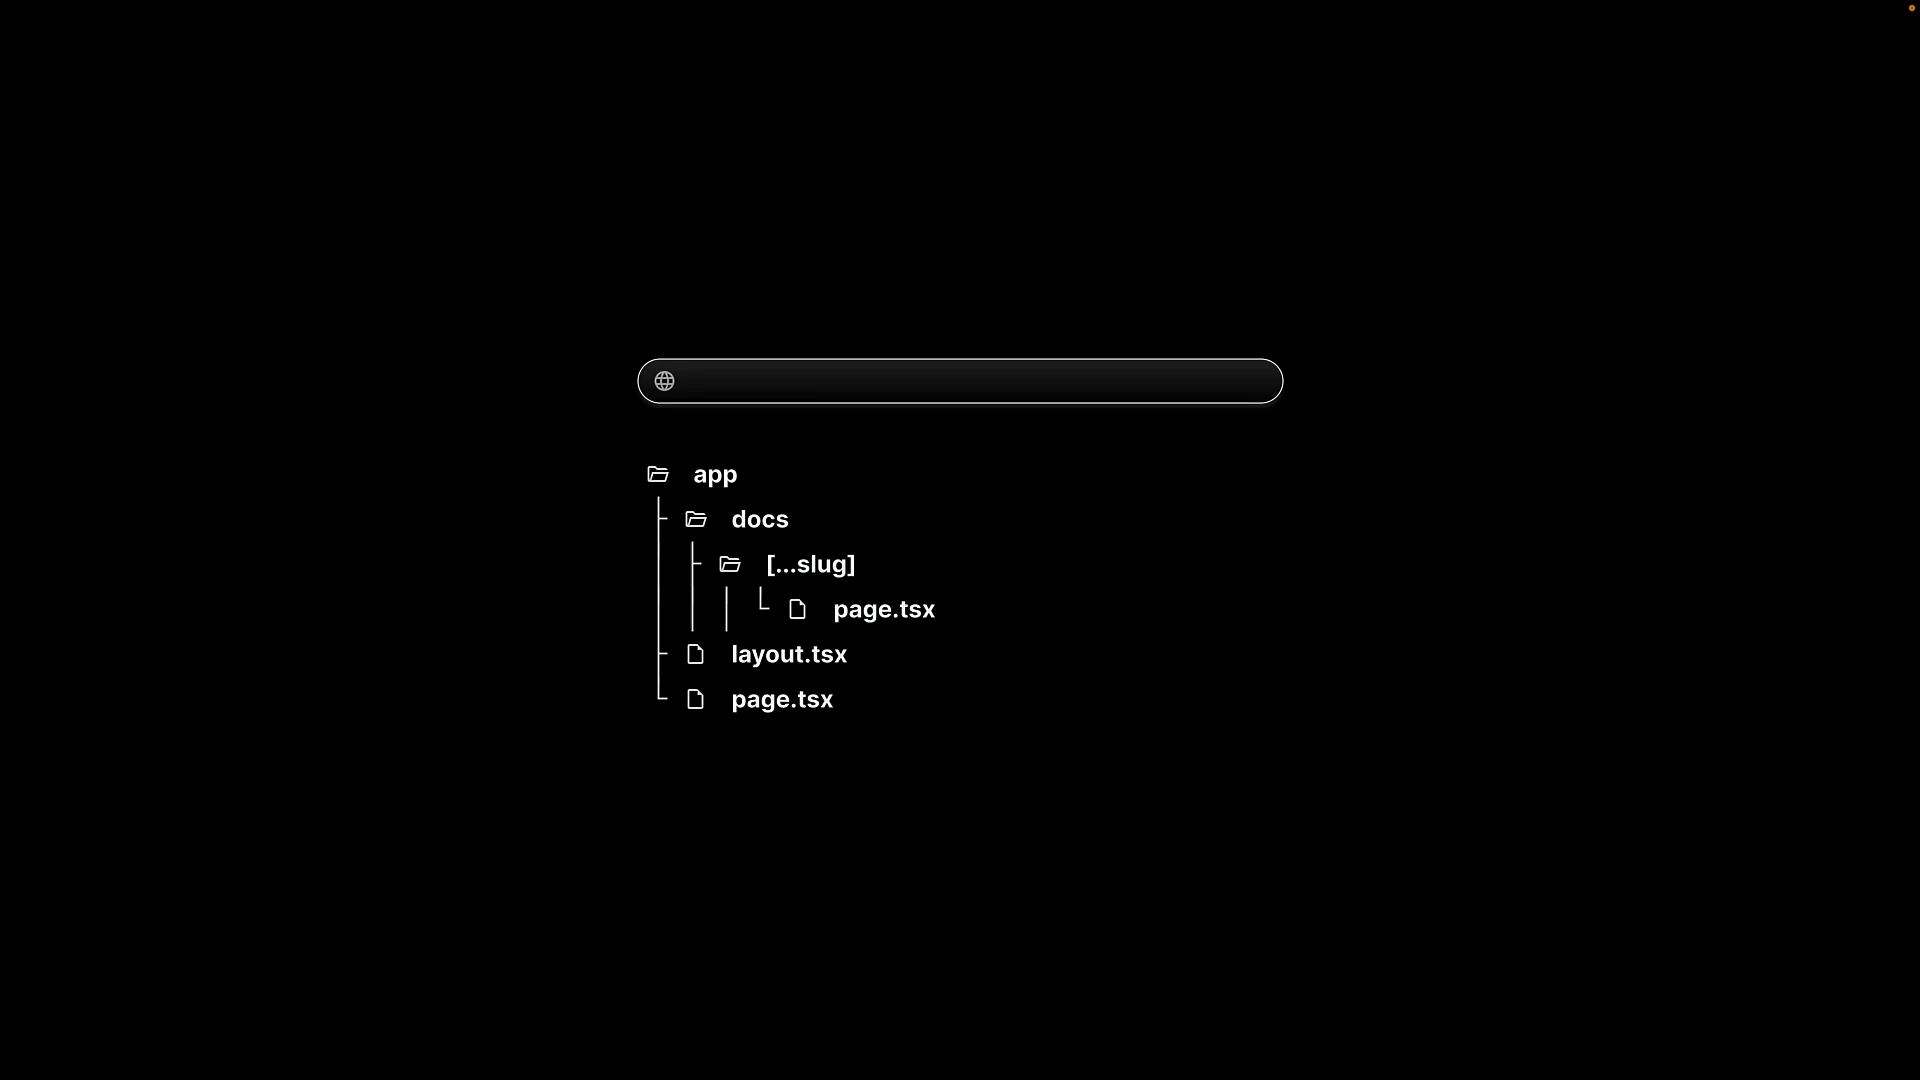 app
docs
[...slug]
page.tsx
layout.tsx
page.tsx